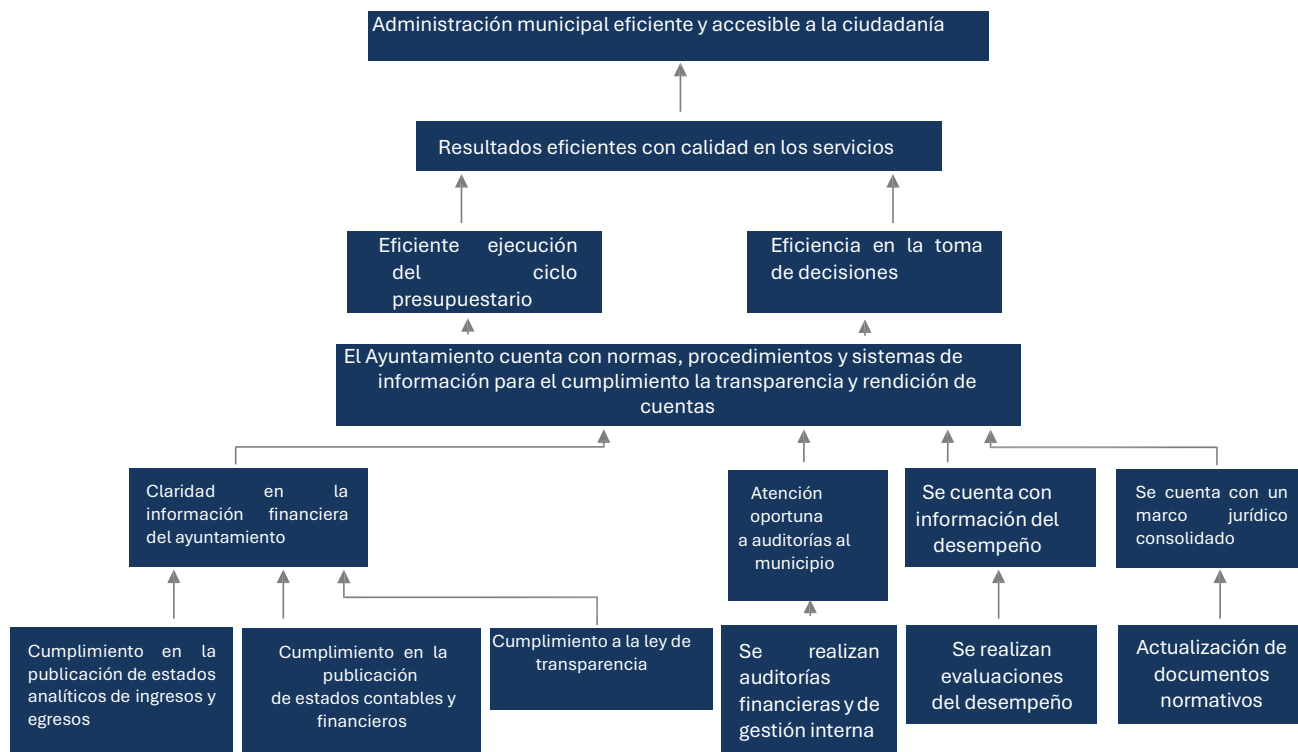 Administración municipal eficiente y accesible a la ciudadanía
Resultados eficientes con calidad en los servicios
Eficiente ejecución
del ciclo
presupuestario
Eficiencia en la toma
de decisiones
El Ayuntamiento cuenta con normas, procedimientos y sistemas de
información para el cumplimiento la transparencia y rendición de
cuentas
Claridad en la
información financiera
del ayuntamiento
Atención
oportuna
a auditorías al
municipio
Se cuenta con
información del
desempeño
Se cuenta con un
marco jurídico
consolidado
Cumplimiento en la
publicación de estados
analíticos de ingresos y
egresos
Cumplimiento en la
publicación
de estados contables y
financieros
Cumplimiento a la ley de
transparencia
Se realizan
auditorías
financieras y de
gestión interna
Se realizan
evaluaciones
del desempeño
Actualización de
documentos
normativos